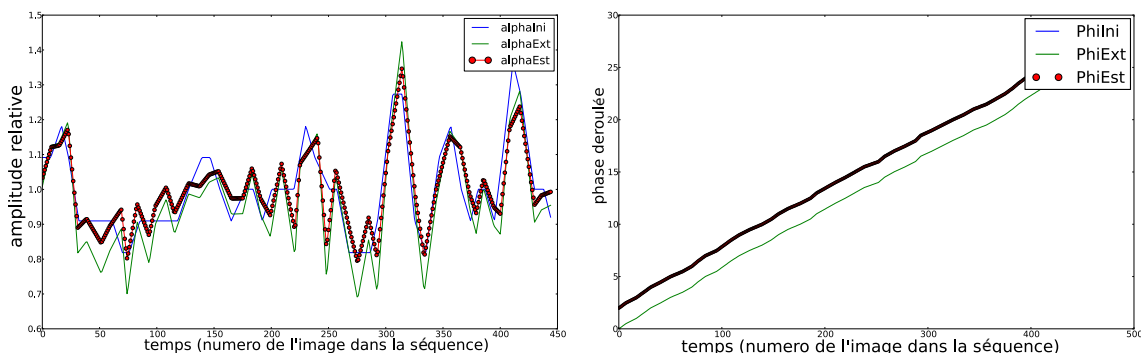 1.5
1.4
1.3
1.2
1.1
1.0
0.9
0.8
0.7
0.6
amplitude relative
alphaIni
alphaExt
alphaEst
0 50 100 150 200 250 300 350 400 450
temps (numero de l'image dans la séquence)
30
25
20
15
10
5
0
phase deroulée
PhiIni
PhiExt
PhiEst
0 100 200 300 400 500
temps (numero de l'image dans la séquence)